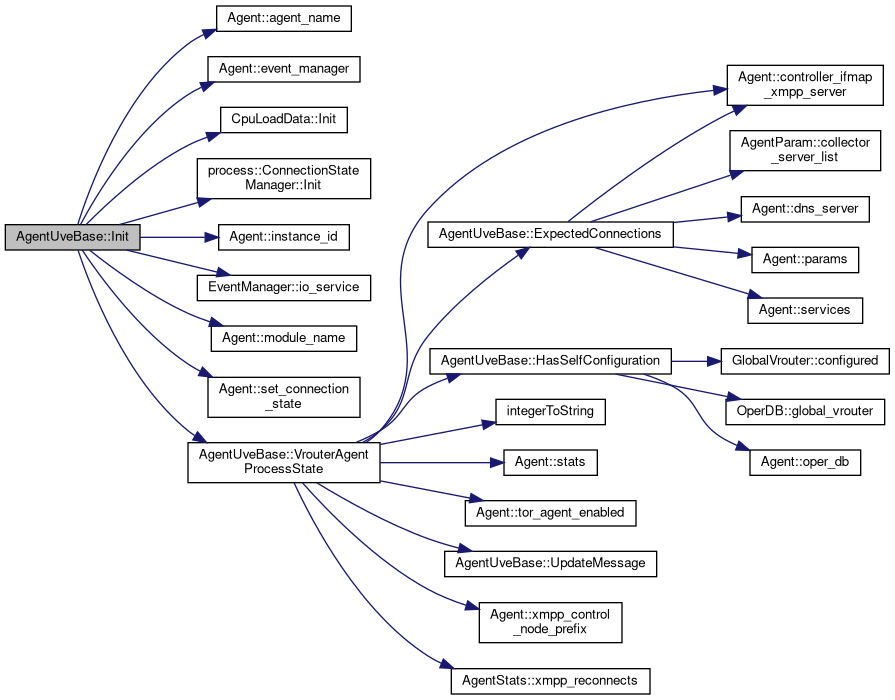 Agent::agent_name
Agent::event_manager
CpuLoadData::Init
process::ConnectionState
Manager::Init
AgentUveBase::Init
Agent::instance_id
EventManager::io_service
Agent::module_name
Agent::set_connection
_state
AgentUveBase::VrouterAgent
ProcessState
AgentUveBase::ExpectedConnections
AgentUveBase::HasSelfConfiguration
integerToString
Agent::stats
Agent::tor_agent_enabled
AgentUveBase::UpdateMessage
Agent::xmpp_control
_node_prefix
AgentStats::xmpp_reconnects
Agent::controller_ifmap
_xmpp_server
AgentParam::collector
_server_list
Agent::dns_server
Agent::params
Agent::services
GlobalVrouter::configured
OperDB::global_vrouter
Agent::oper_db